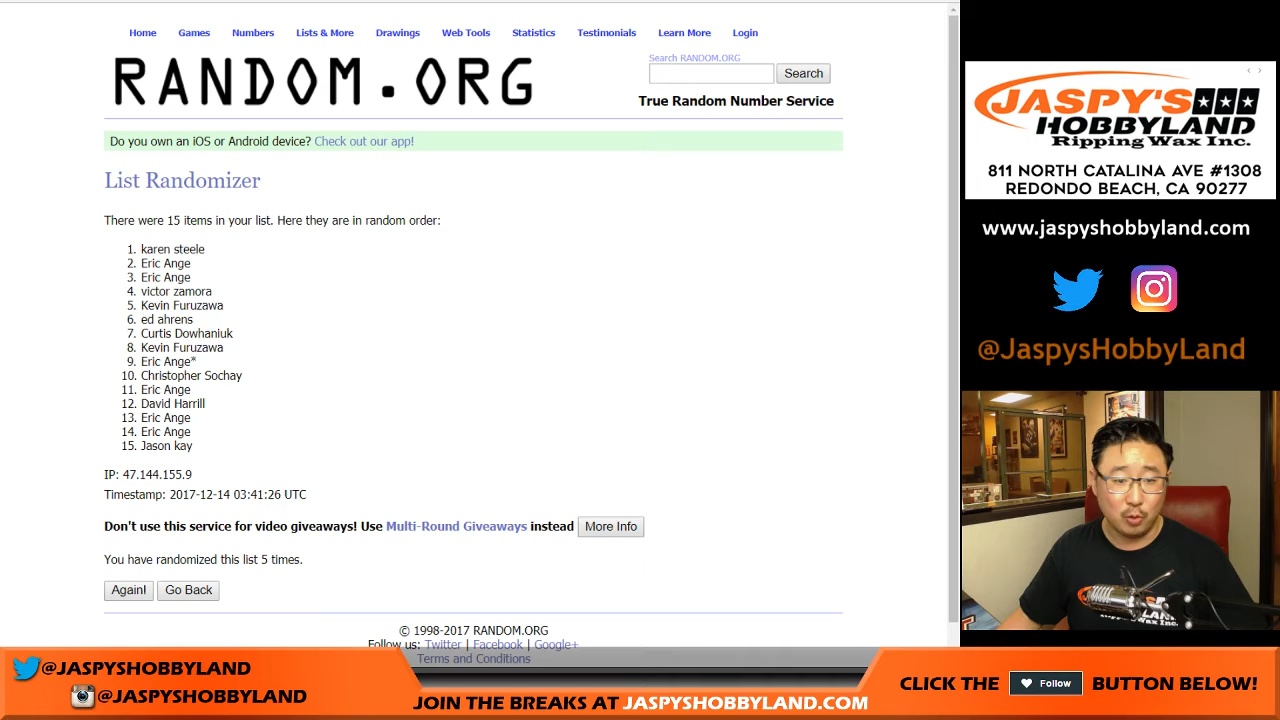 Home Games Numbers Lists & More Drawings Web Tools Statistics Testimonials Learn More Login
RANDOM.ORG
Search RANDOM.ORG
Search
True Random Number Service
Do you own an iOS or Android device? Check out our app!
List Randomizer
There were 15 items in your list. Here they are in random order:
1. karen steele
2. Eric Ange
3. Eric Ange
4. victor zamora
5. Kevin Furuzawa
6. ed ahrens
7. Curtis Dowhaniuk
8. Kevin Furuzawa
9. Eric Ange*
10. Christopher Sochay
11. Eric Ange
12. David Harrill
13. Eric Ange
14. Eric Ange
15. Jason kay
IP: 47.144.155.9
Timestamp: 2017-12-14 03:41:26 UTC
Don't use this service for video giveaways! Use Multi-Round Giveaways instead More Info
You have randomized this list 5 times.
Again! Go Back
© 1998-2017 RANDOM.ORG
Follow us: Twitter | Facebook | Google+
Terms and Conditions
JASPY'S
HOBBYLAND
Ripping Wax Inc.
811 NORTH CATALINA AVE #1308
REDONDO BEACH, CA 90277
www.jaspyshobbyland.com
@JaspysHobbyLand
@JASPYSHOBBYLAND
@JASPYSHOBBYLAND
JOIN THE BREAKS AT JASPYSHOBBYLAND.COM
CLICK THE Follow BUTTON BELOW!